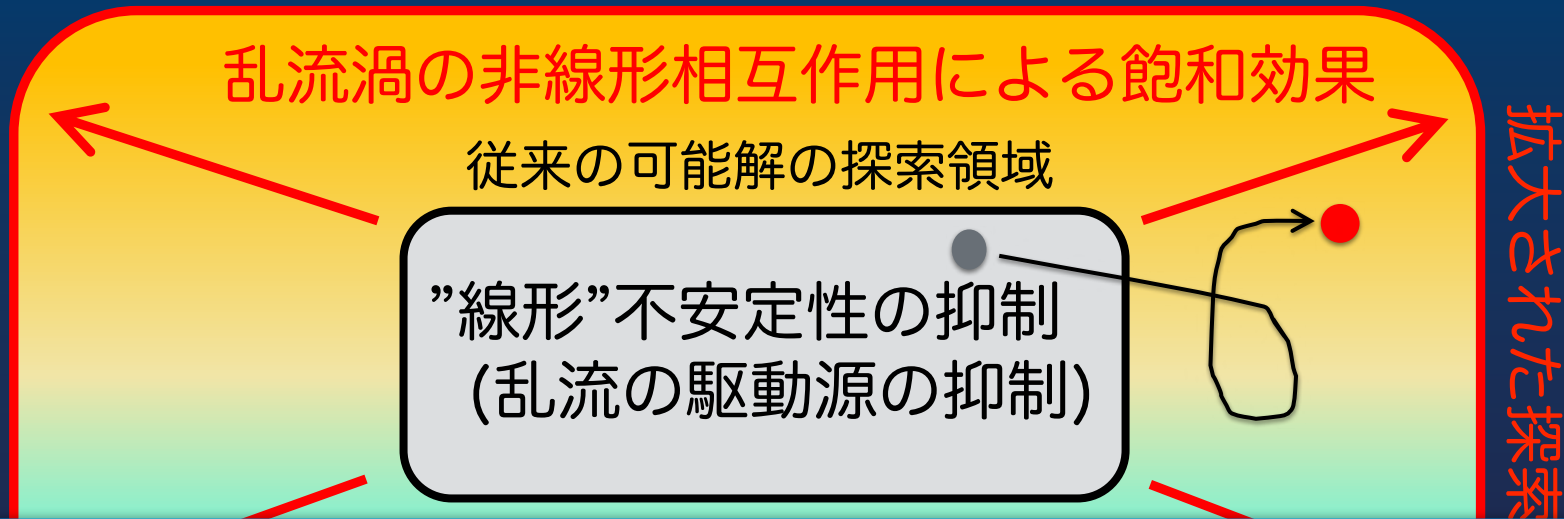 乱流渦の非線形相互作用による飽和効果
従来の可能解の探索領域
”線形”不安定性の抑制
(乱流の駆動源の抑制)
拡大された探索